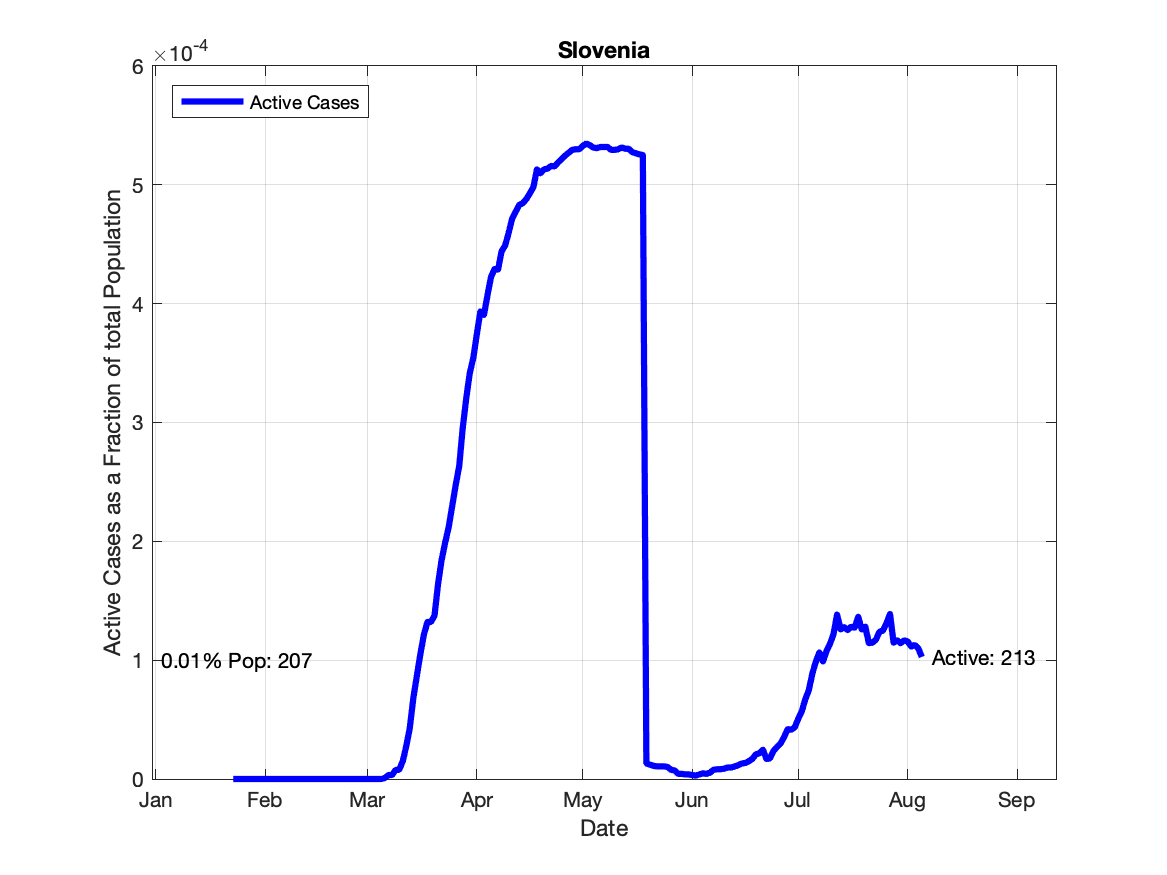 Slovenia
×10-4
Active Cases
6
5
4
3
2
1
0
Active Cases as a Fraction of total Population
0.01% Pop: 207
Active: 213
Jan Feb Mar Apr May Jun Jul Aug Sep
Date